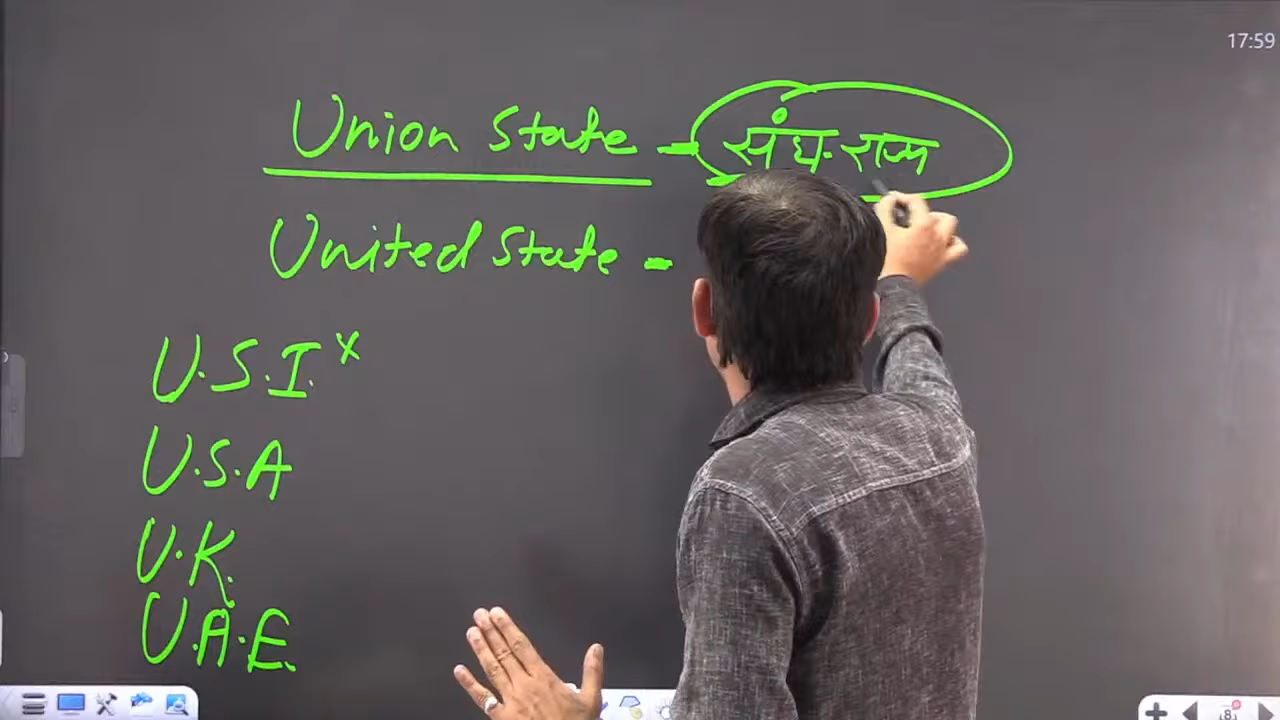 17:59
Union State - संघ-राज्य
United State -
U.S.I. x
U.S.A
U.K.
U.A.E.